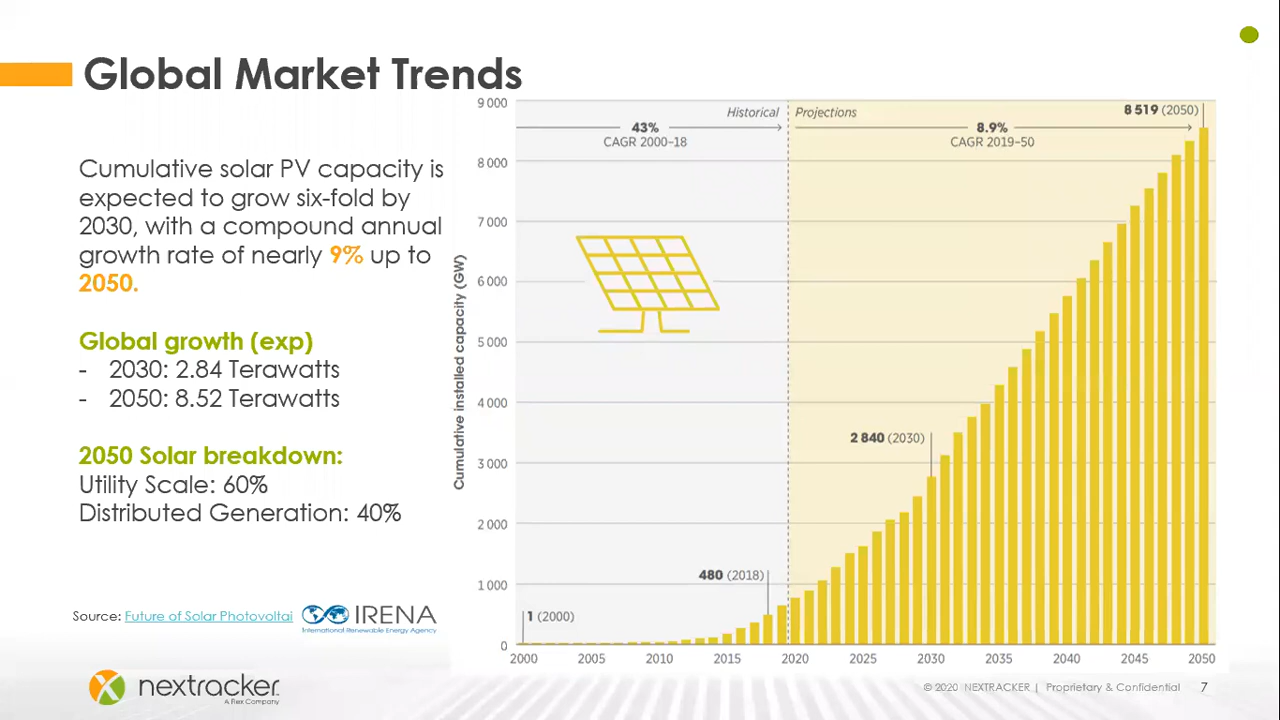 Global Market Trends
Cumulative solar PV capacity is
expected to grow six-fold by
2030, with a compound annual
growth rate of nearly 9% up to
2050.
Global growth (exp)
- 2030: 2.84 Terawatts
- 2050: 8.52 Terawatts
2050 Solar breakdown:
Utility Scale: 60%
Distributed Generation: 40%
Source: Future of Solar Photovoltai
IRENA
International Renewable Energy Agency
Cumulative installed capacity (GW)
9 000
8 000
7 000
6 000
5 000
4 000
3 000
2 000
1 000
0
Historical
Projections
43%
CAGR 2000-18
8.9%
CAGR 2019-50
8 519 (2050)
2 840 (2030)
480 (2018)
1 (2000)
2000 2005 2010 2015 2020 2025 2030 2035 2040 2045 2050
nextracker.
A Flex Company
© 2020 NEXTRACKER | Proprietary & Confidential 7